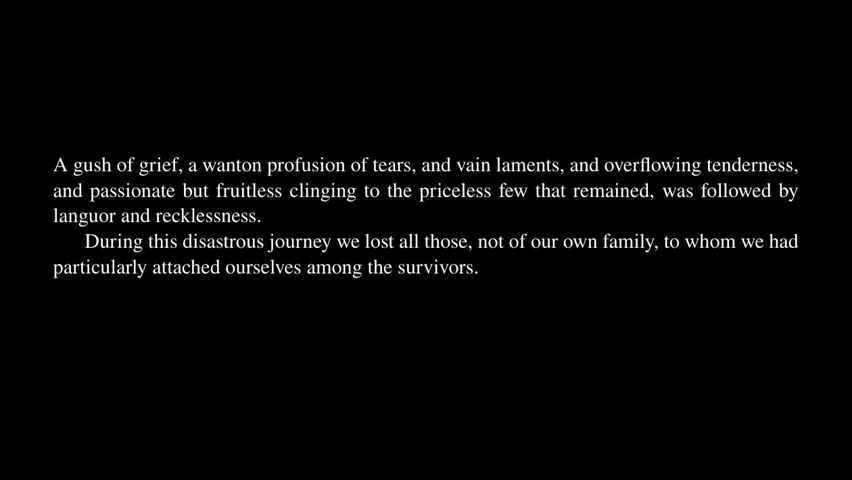 A gush of grief, a wanton profusion of tears, and vain laments, and overflowing tenderness,
and passionate but fruitless clinging to the priceless few that remained, was followed by
languor and recklessness.
During this disastrous journey we lost all those, not of our own family, to whom we had
particularly attached ourselves among the survivors.